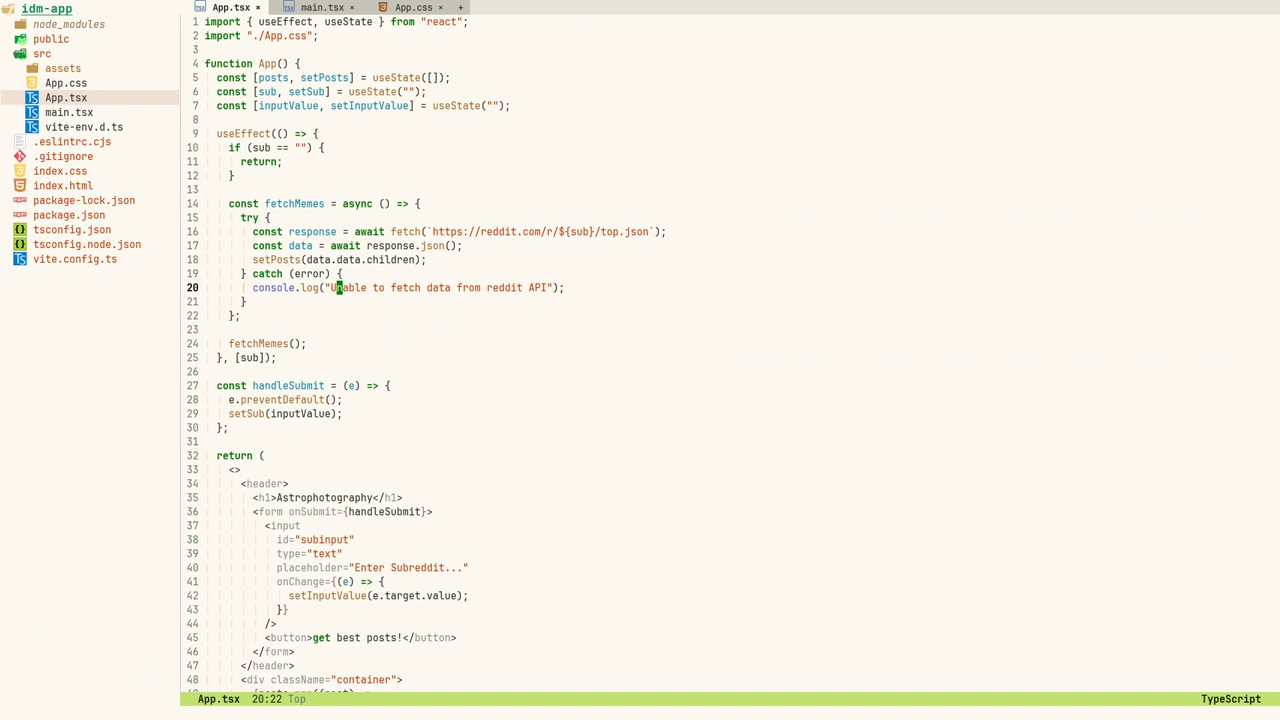 idm-app
node_modules
public
src
assets
App.css
App.tsx
main.tsx
vite-env.d.ts
.eslintrc.cjs
.gitignore
index.css
index.html
package-lock.json
package.json
tsconfig.json
tsconfig.node.json
vite.config.ts
App.tsx × main.tsx × App.css × +
1 import { useEffect, useState } from "react";
2 import "./App.css";
3
4 function App() {
5   const [posts, setPosts] = useState([]);
6   const [sub, setSub] = useState("");
7   const [inputValue, setInputValue] = useState("");
8
9   useEffect(() => {
10     if (sub == "") {
11       return;
12     }
13
14     const fetchMemes = async () => {
15       try {
16         const response = await fetch(`https://reddit.com/r/${sub}/top.json`);
17         const data = await response.json();
18         setPosts(data.data.children);
19       } catch (error) {
20         console.log("Unable to fetch data from reddit API");
21       }
22     };
23
24     fetchMemes();
25   }, [sub]);
26
27   const handleSubmit = (e) => {
28     e.preventDefault();
29     setSub(inputValue);
30   };
31
32   return (
33     <>
34       <header>
35         <h1>Astrophotography</h1>
36         <form onSubmit={handleSubmit}>
37           <input
38             id="subinput"
39             type="text"
40             placeholder="Enter Subreddit..."
41             onChange={(e) => {
42               setInputValue(e.target.value);
43             }}
44           />
45           <button>get best posts!</button>
46         </form>
47       </header>
48       <div className="container">
App.tsx 20:22 Top TypeScript